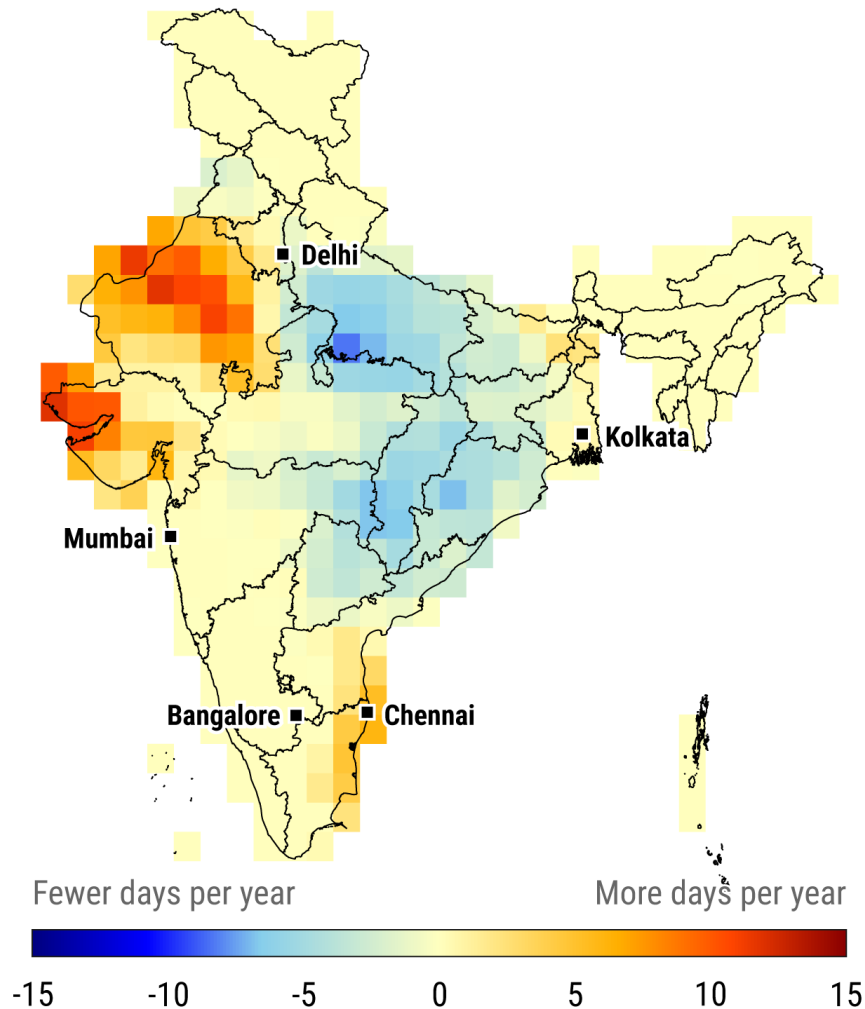 Delhi
Kolkata
Mumbai
Bangalore
Chennai
Fewer days per year
More days per year
-15 -10 -5 0 5 10 15